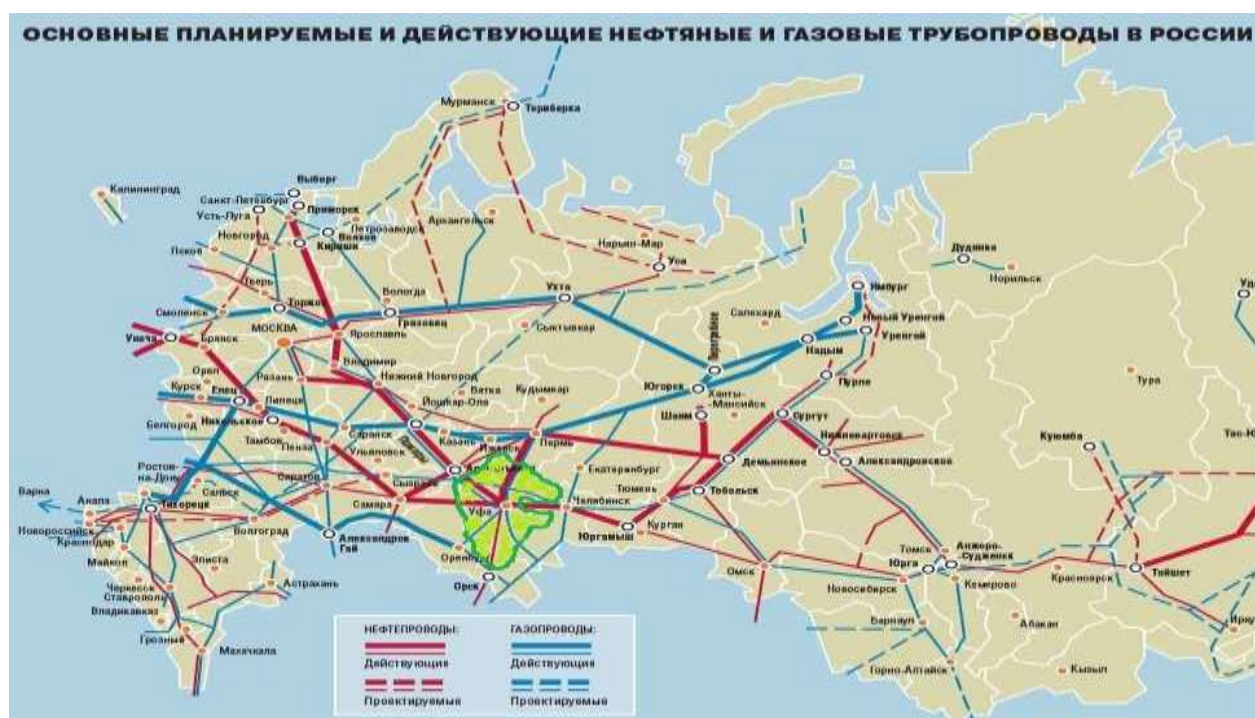 ОСНОВНЫЕ ПЛАНИРУЕМЫЕ И ДЕЙСТВУЮЩИЕ НЕФТЯНЫЕ И ГАЗОВЫЕ ТРУБОПРОВОДЫ В РОССИИ
Мурманск
Териберка
Калининград
Выборг
Санкт-Петербург
Приморск
Усть-Луга
Петрозаводск
Архангельск
Новгород
Волхов
Кириши
Псков
Нарьян-Мар
Уса
Дудинка
Норильск
Тверь
Вологда
Ухта
Ямбург
Торжок
Смоленск
Грязовец
Салехард
Новый Уренгой
МОСКВА
Ярославль
Сыктывкар
Уренгой
Унеча
Брянск
Надым
Владимир
Пурпе
Тура
Орел
Рязань
Нижний Новгород
Вятка
Кудымкар
Югорск
Ханты-
Мансийск
Курск
Елец
Липецк
Йошкар-Ола
Шаим
Сургут
Белгород
Никольское
Тамбов
Саранск
Казань
Ижевск
Пермь
Нижневартовск
Куюмба
Пенза
Ульяновск
Екатеринбург
Демьянское
Александровское
Ростов-
на-Дону
Сальск
Саратов
Сызрань
Тюмень
Тобольск
Варна
Анапа
Тихорецк
Самара
Уфа
Челябинск
Новороссийск
Волгоград
Курган
Краснодар
Александров
Гай
Юргамыш
Майкоп
Элиста
Оренбург
Томск
Анжеро-
Судженск
Орск
Омск
Юрга
Красноярск
Тайшет
Черкесск
Астрахань
Новосибирск
Кемерово
Ставрополь
Владикавказ
Барнаул
Абакан
Грозный
Махачкала
Горно-Алтайск
Кызыл
НЕФТЕПРОВОДЫ:
ГАЗОПРОВОДЫ:
Действующие
Действующие
Проектируемые
Проектируемые